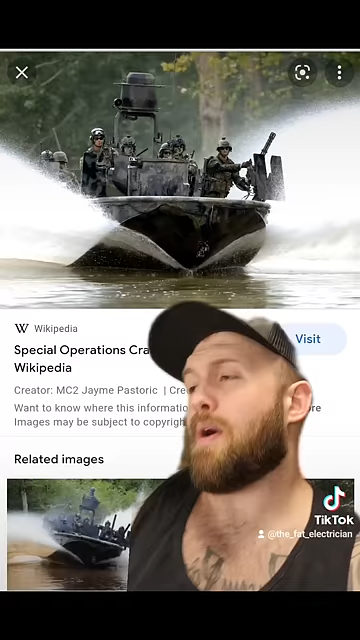 Wikipedia
Special Operations Cra
Wikipedia
Visit
Creator: MC2 Jayme Pastoric | Cre
Want to know where this informatio
re
Images may be subject to copyrigh
Related images
TikTok
@the_fat_electrician